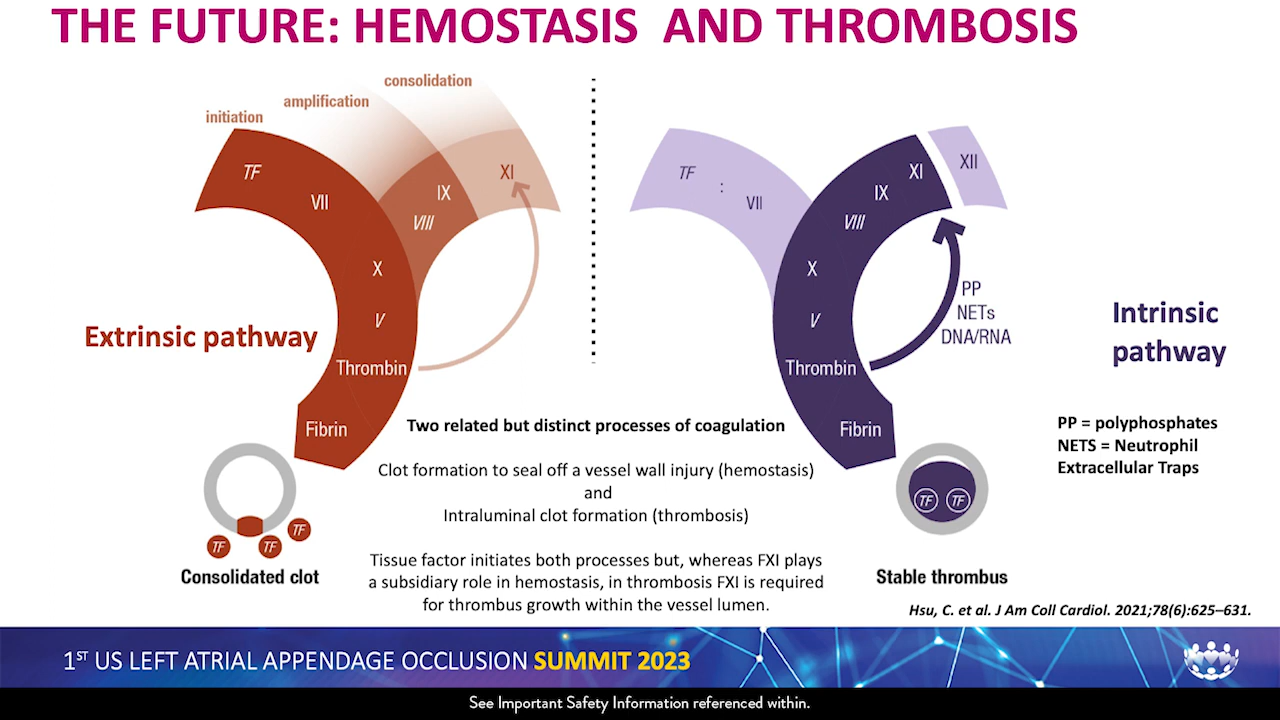 THE FUTURE: HEMOSTASIS AND THROMBOSIS
initiation
amplification
consolidation
TF
VII
IX
VIII
XI
X
V
Thrombin
Fibrin
Extrinsic pathway
TF
TF
TF
Consolidated clot
TF
:
VII
XII
XI
IX
VIII
X
V
Thrombin
Fibrin
PP
NETs
DNA/RNA
Intrinsic
pathway
PP = polyphosphates
NETS = Neutrophil
Extracellular Traps
TF
TF
Stable thrombus
Two related but distinct processes of coagulation
Clot formation to seal off a vessel wall injury (hemostasis)
and
Intraluminal clot formation (thrombosis)
Tissue factor initiates both processes but, whereas FXI plays
a subsidiary role in hemostasis, in thrombosis FXI is required
for thrombus growth within the vessel lumen.
Hsu, C. et al. J Am Coll Cardiol. 2021;78(6):625–631.
1ST US LEFT ATRIAL APPENDAGE OCCLUSION SUMMIT 2023
See Important Safety Information referenced within.